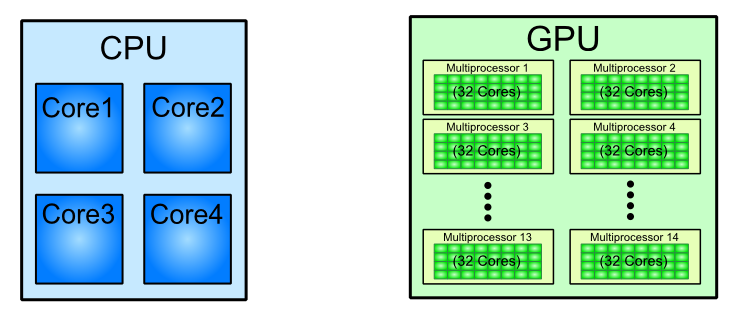 CPU
Core1
Core2
Core3
Core4
GPU
Multiprocessor 1
(32 Cores)
Multiprocessor 2
(32 Cores)
Multiprocessor 3
(32 Cores)
Multiprocessor 4
(32 Cores)
Multiprocessor 13
(32 Cores)
Multiprocessor 14
(32 Cores)